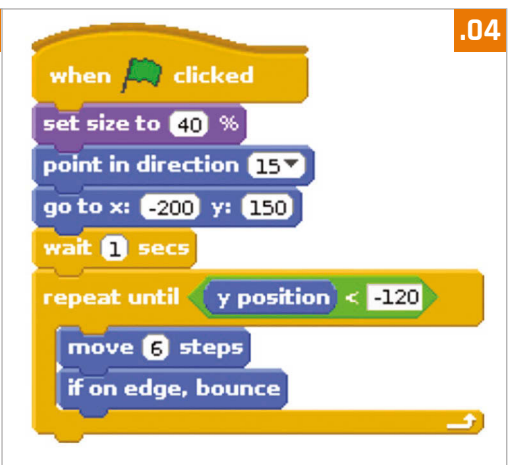 .04
when clicked
set size to 40 %
point in direction 15
go to x: -200 y: 150
wait 1 secs
repeat until y position < -120
move 6 steps
if on edge, bounce